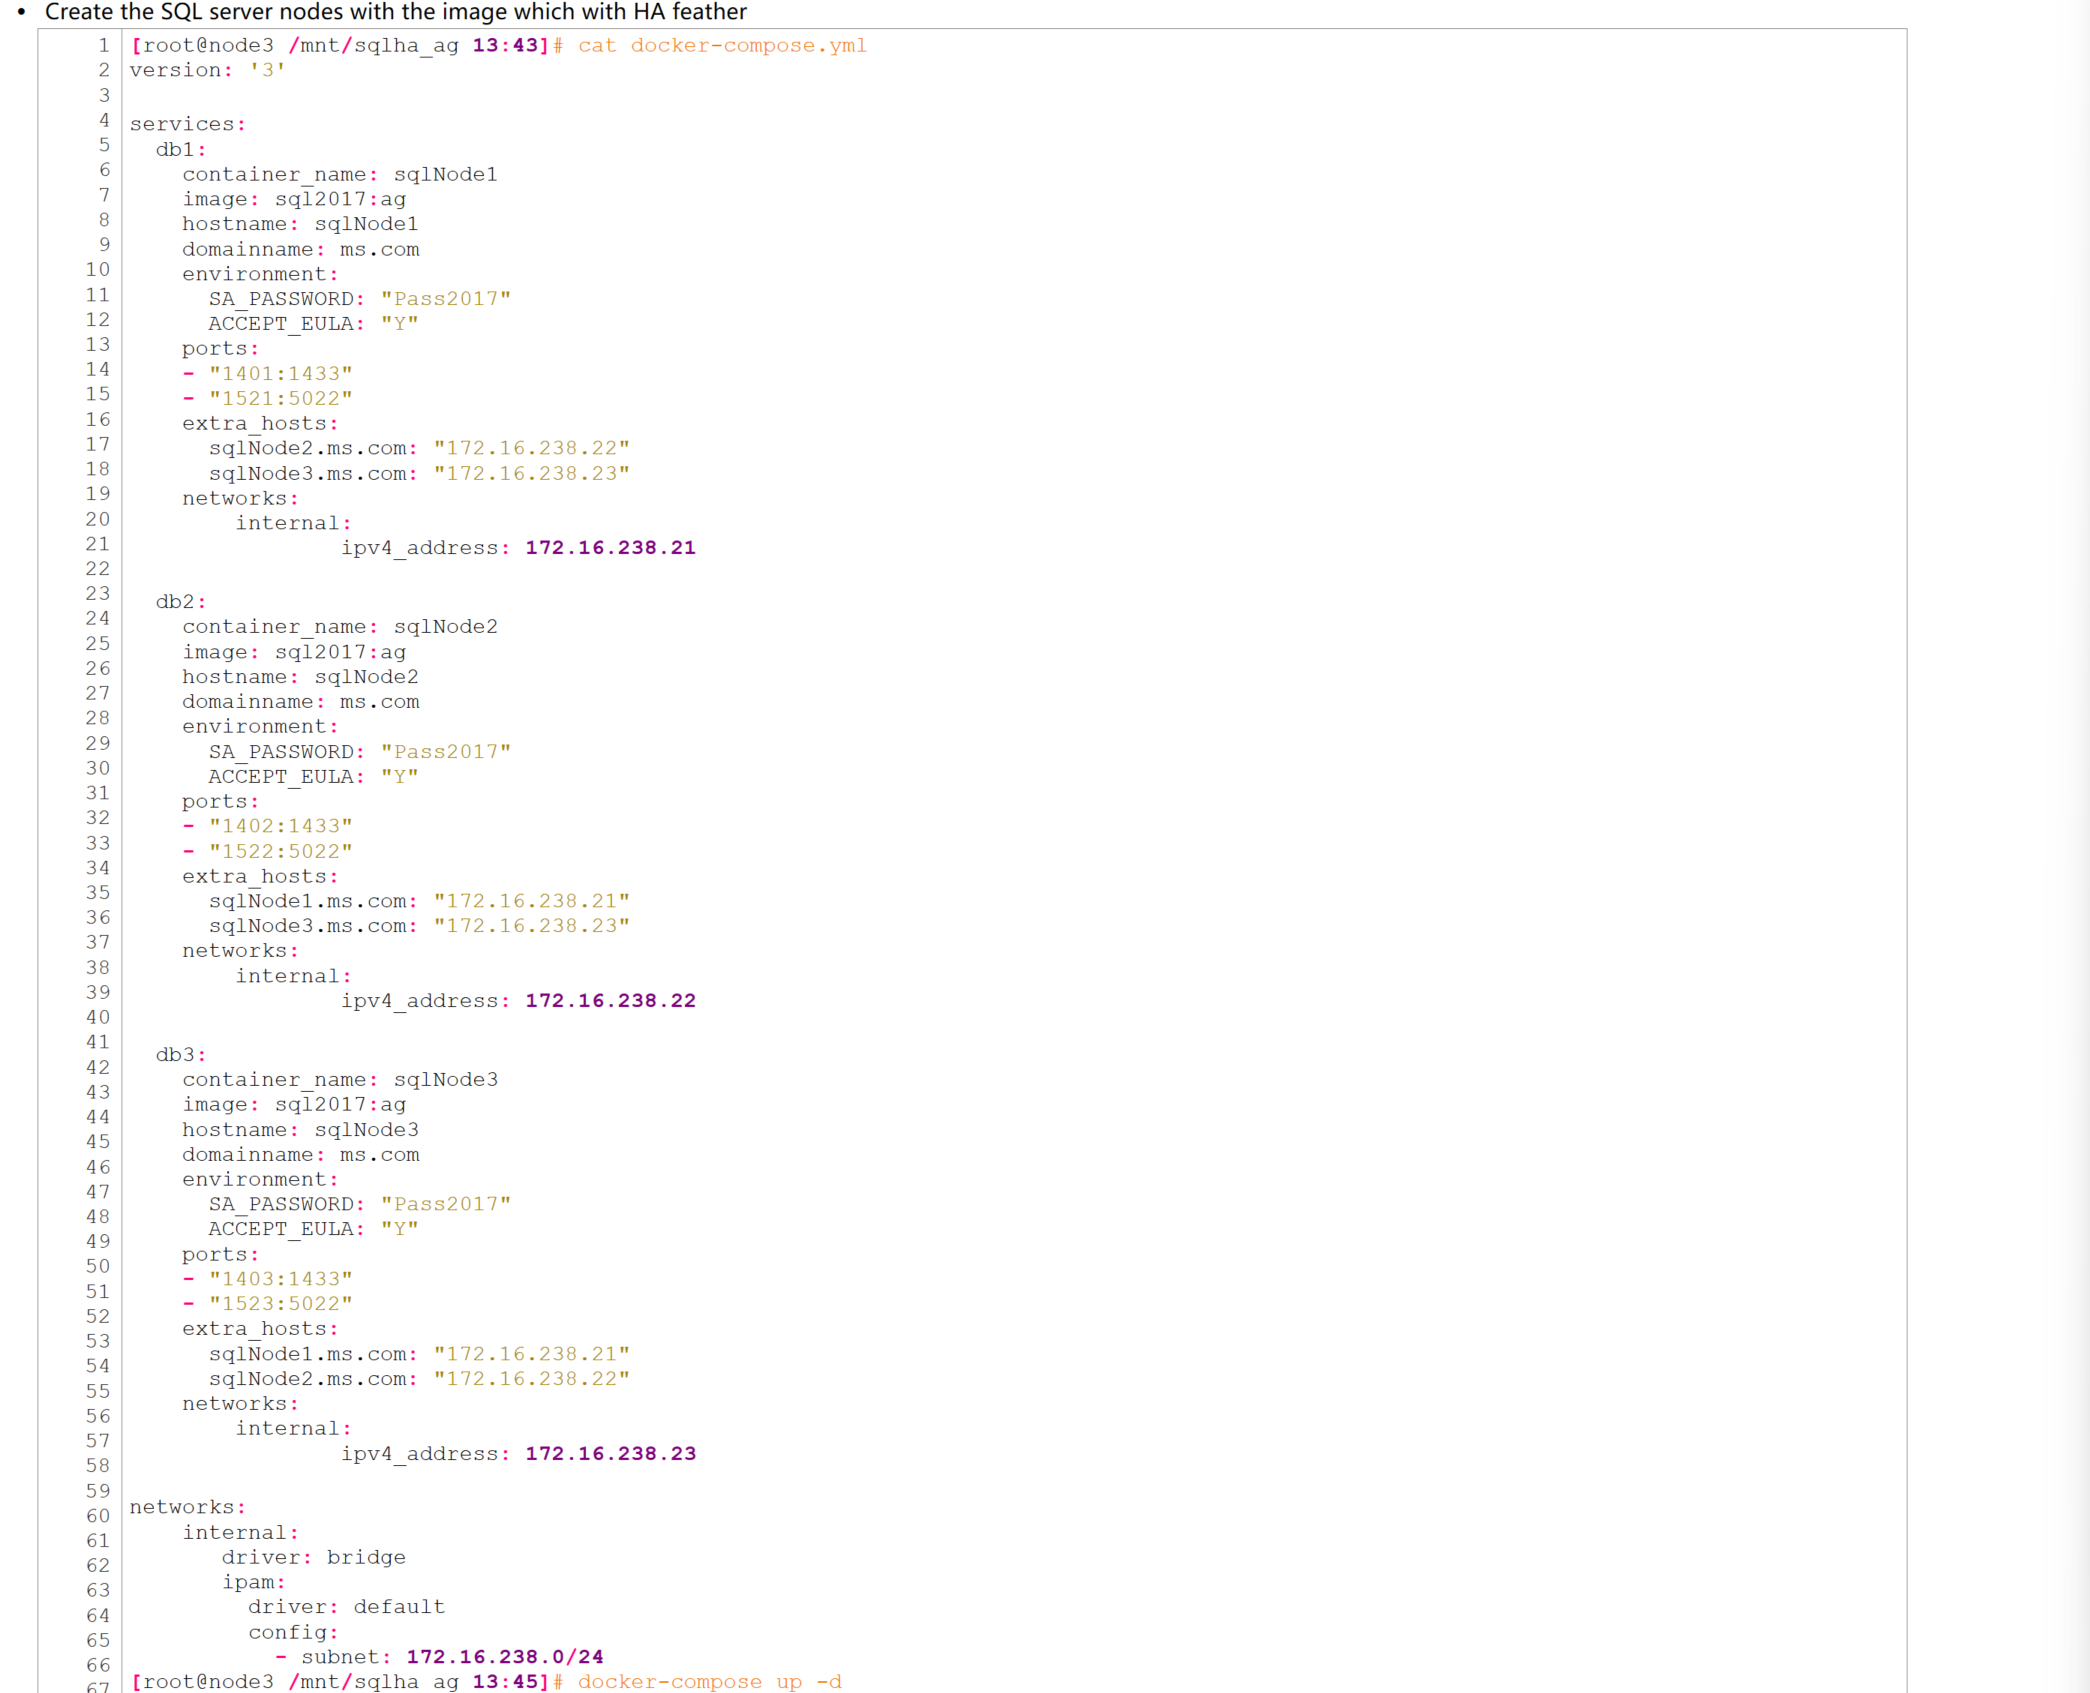 • Create the SQL server nodes with the image which with HA feather
1 [root@node3 /mnt/sqlha_ag 13:43]# cat docker-compose.yml
2 version: '3'
3
4 services:
5   db1:
6     container_name: sqlNode1
7     image: sql2017:ag
8     hostname: sqlNode1
9     domainname: ms.com
10     environment:
11       SA_PASSWORD: "Pass2017"
12       ACCEPT_EULA: "Y"
13     ports:
14     - "1401:1433"
15     - "1521:5022"
16     extra_hosts:
17       sqlNode2.ms.com: "172.16.238.22"
18       sqlNode3.ms.com: "172.16.238.23"
19     networks:
20         internal:
21                 ipv4_address: 172.16.238.21
22
23   db2:
24     container_name: sqlNode2
25     image: sql2017:ag
26     hostname: sqlNode2
27     domainname: ms.com
28     environment:
29       SA_PASSWORD: "Pass2017"
30       ACCEPT_EULA: "Y"
31     ports:
32     - "1402:1433"
33     - "1522:5022"
34     extra_hosts:
35       sqlNode1.ms.com: "172.16.238.21"
36       sqlNode3.ms.com: "172.16.238.23"
37     networks:
38         internal:
39                 ipv4_address: 172.16.238.22
40
41   db3:
42     container_name: sqlNode3
43     image: sql2017:ag
44     hostname: sqlNode3
45     domainname: ms.com
46     environment:
47       SA_PASSWORD: "Pass2017"
48       ACCEPT_EULA: "Y"
49     ports:
50     - "1403:1433"
51     - "1523:5022"
52     extra_hosts:
53       sqlNode1.ms.com: "172.16.238.21"
54       sqlNode2.ms.com: "172.16.238.22"
55     networks:
56         internal:
57                 ipv4_address: 172.16.238.23
58
59 networks:
60     internal:
61        driver: bridge
62        ipam:
63          driver: default
64          config:
65            - subnet: 172.16.238.0/24
66 [root@node3 /mnt/sqlha_ag 13:45]# docker-compose up -d
67